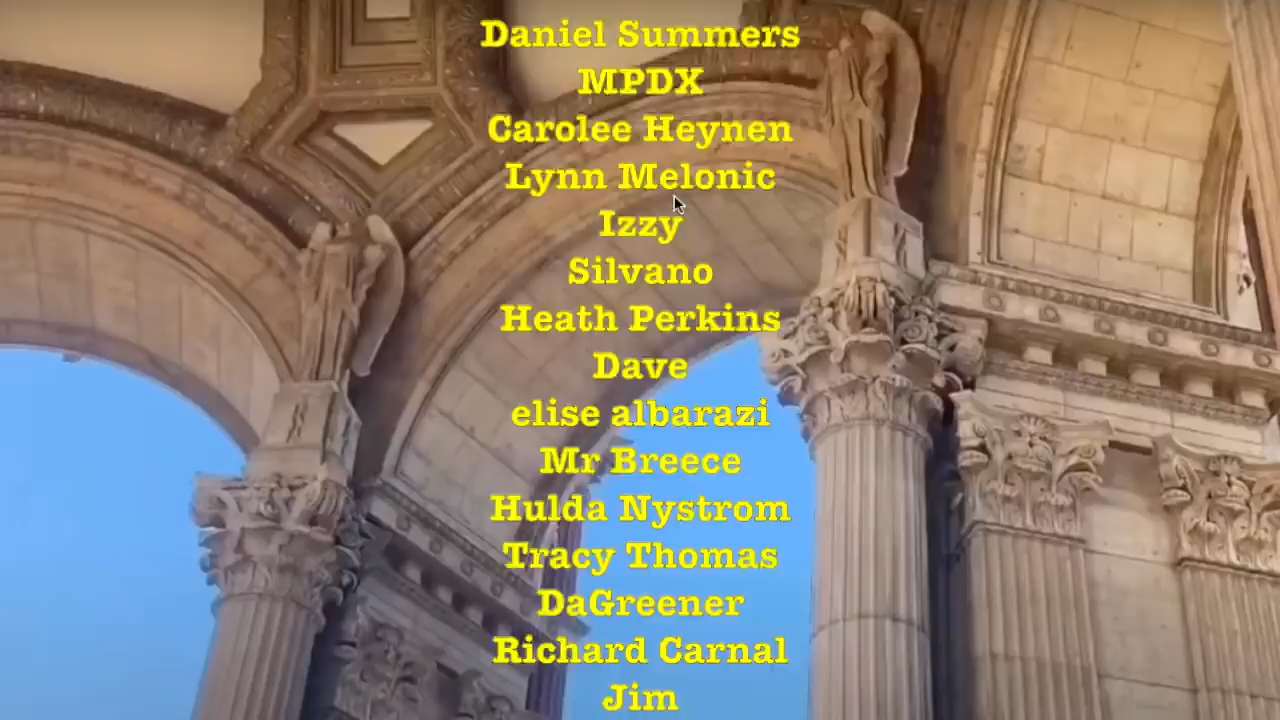 Daniel Summers
MPDX
Carolee Heynen
Lynn Melonic
Izzy
Silvano
Heath Perkins
Dave
elise albarazi
Mr Breece
Hulda Nystrom
Tracy Thomas
DaGreener
Richard Carnal
Jim